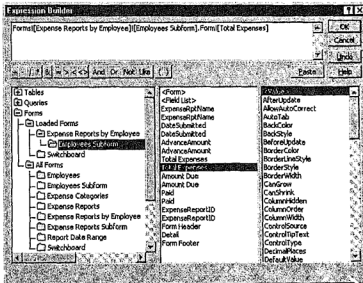 Expression Builder
Forms![Expense Reports by Employee]![Employees Subform].Form![Total Expenses]
OK
Cancel
Undo
+ - / * & = > < <> And Or Not Like ( )
Paste
Help
Tables
Queries
Forms
Loaded Forms
Expense Reports by Employee
Employees Subform
Switchboard
All Forms
Employees
Employees Subform
Expense Categories
Expense Reports
Expense Reports by Employee
Expense Reports Subform
Report Date Range
Switchboard
<Form>
<Field List>
ExpenseRptName
ExpenseRptName
DateSubmitted
DateSubmitted
AdvanceAmount
AdvanceAmount
Total Expenses
Total Expenses
Amount Due
Amount Due
Paid
Paid
ExpenseReportID
ExpenseReportID
Form Header
Detail
Form Footer
<Value>
AfterUpdate
AllowAutoCorrect
AutoTab
BackColor
BackStyle
BeforeUpdate
BorderColor
BorderLineStyle
BorderStyle
BorderWidth
CanGrow
CanShrink
ColumnHidden
ColumnOrder
ColumnWidth
ControlSource
ControlTipText
ControlType
DecimalPlaces
DefaultValue